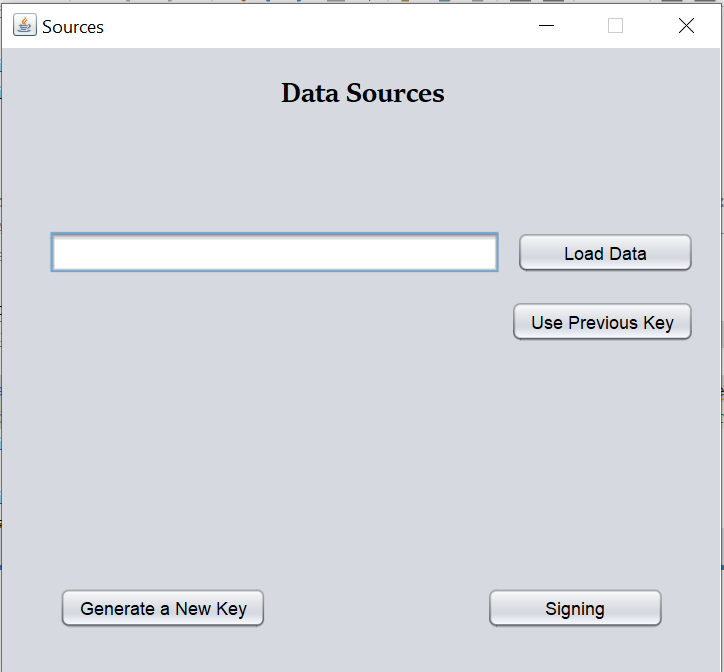 Sources
Data Sources
Load Data
Use Previous Key
Generate a New Key
Signing